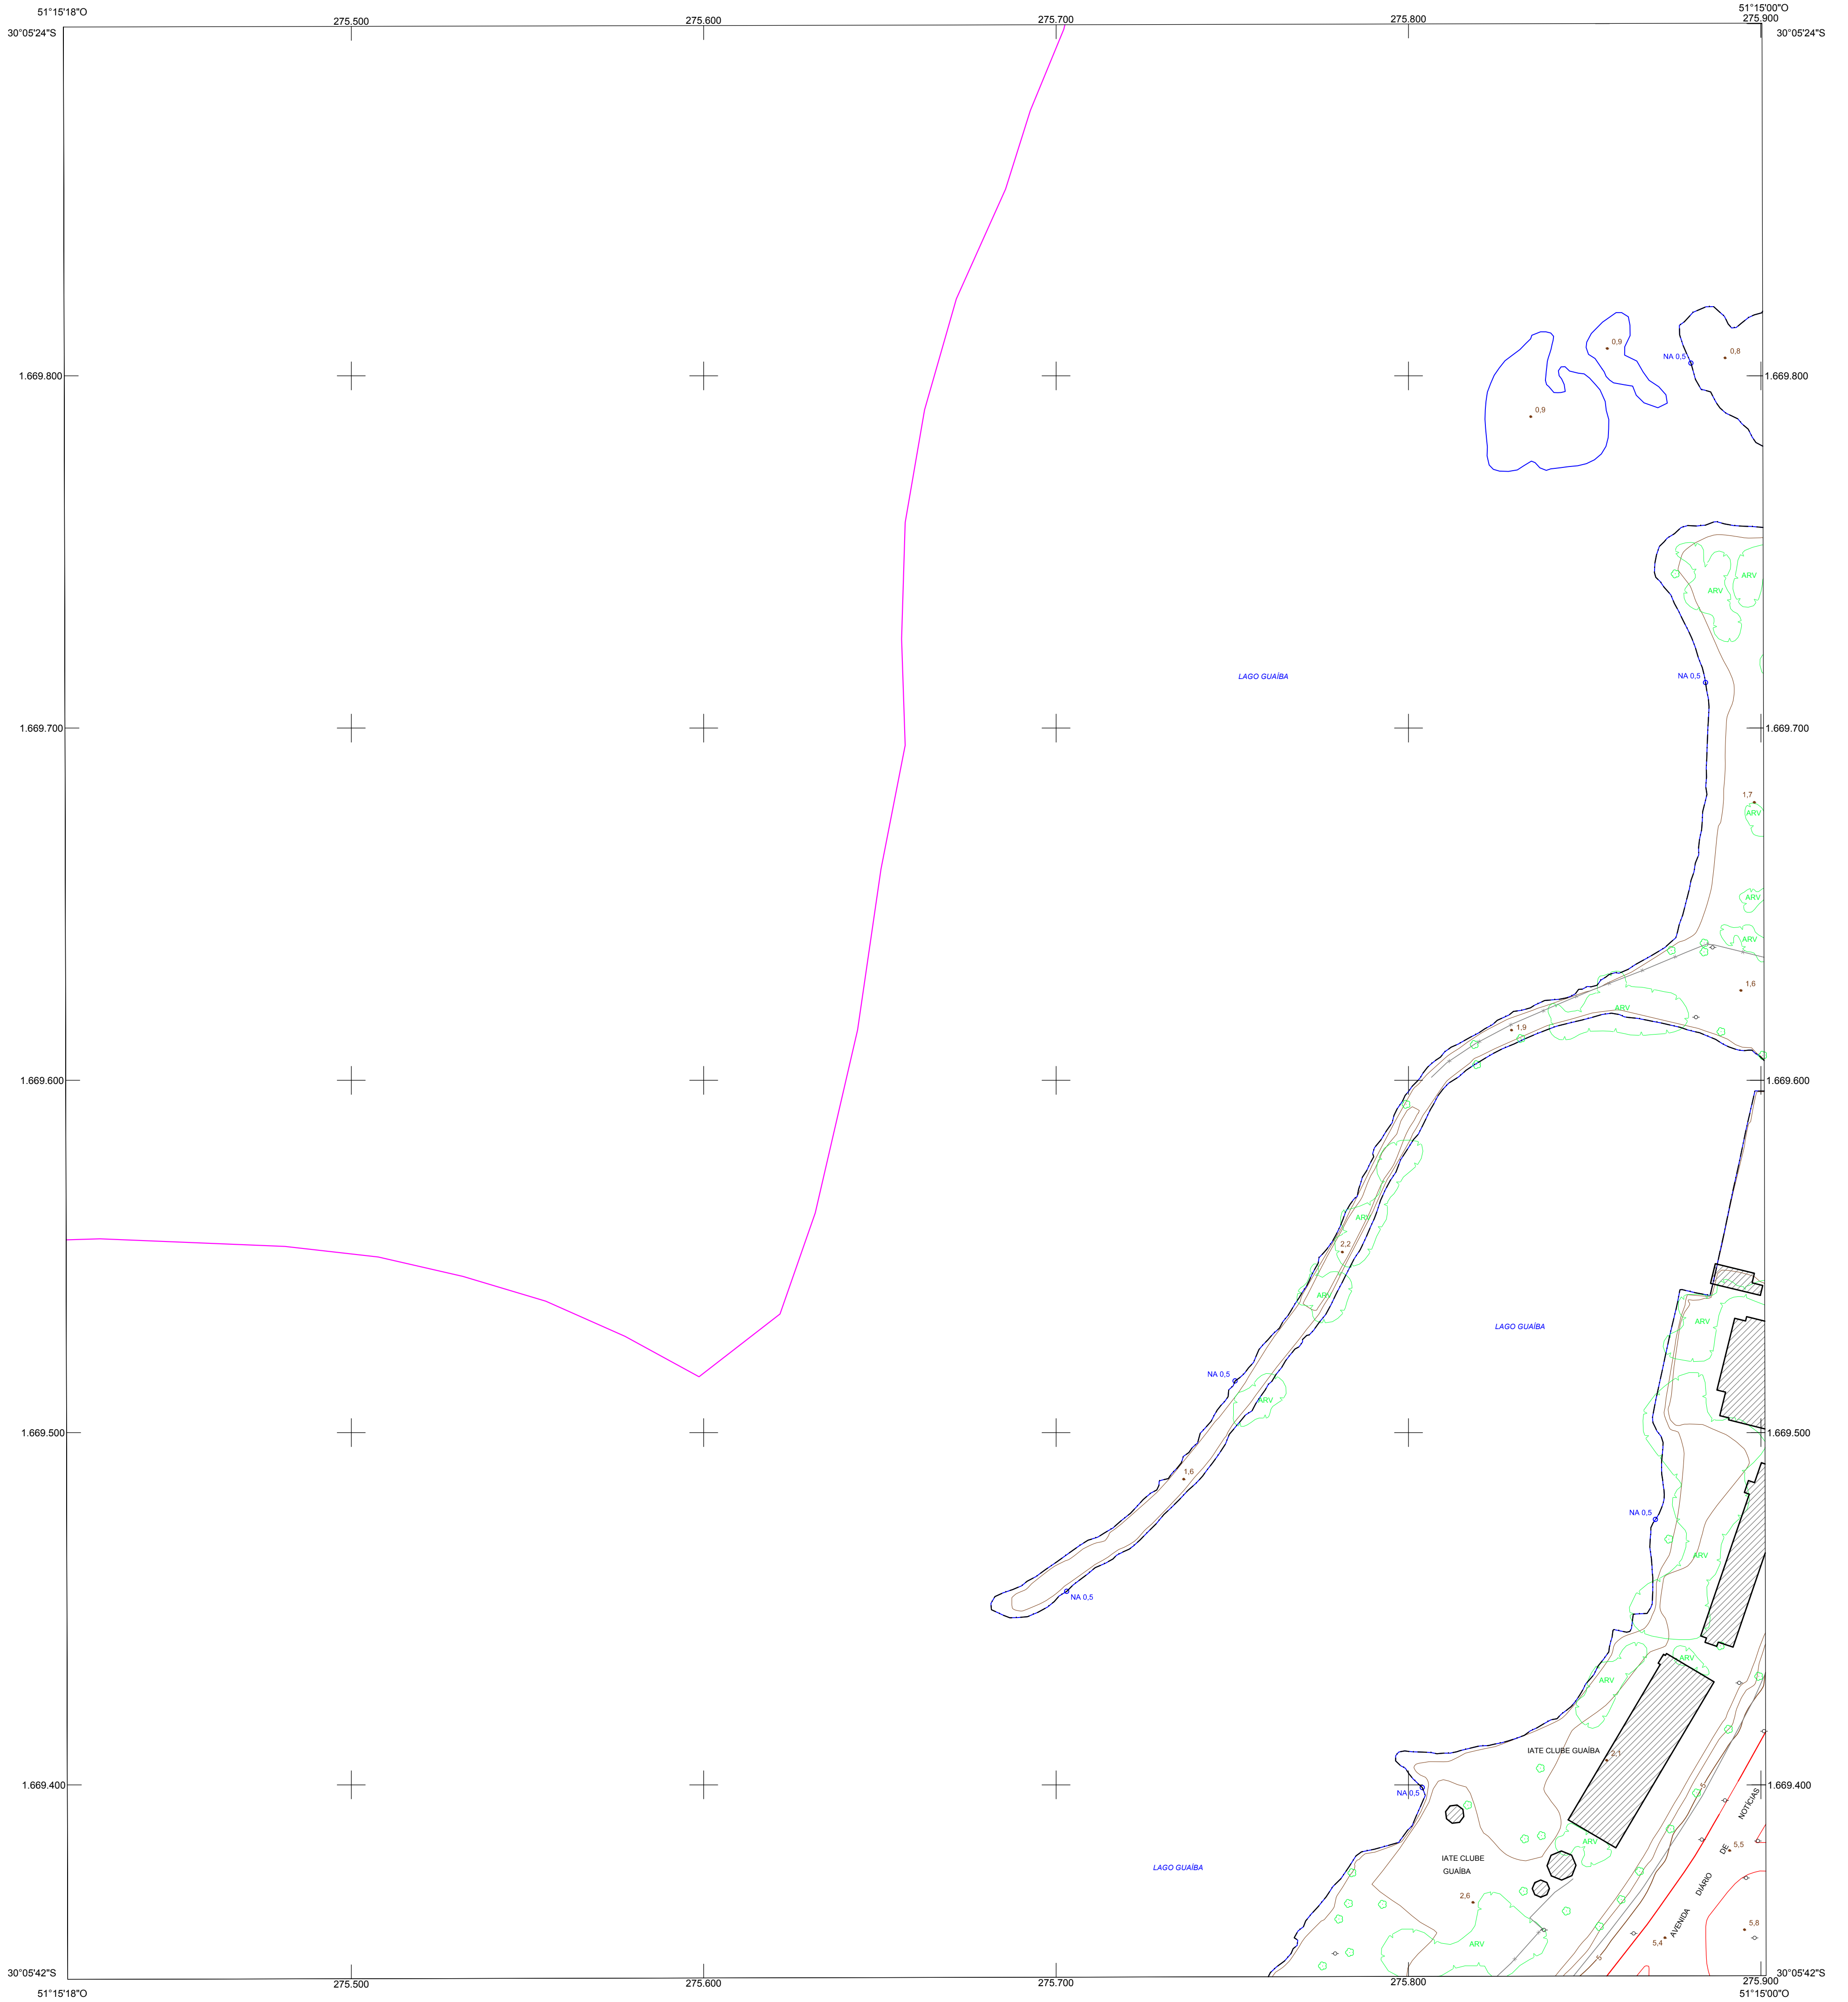 51°15'18"O
51°15'00"O
275.500
275.600
275.700
275.800
275.900
30°05'24"S
30°05'24"S
0,9
NA 0,5
0,8
1.669.800
1.669.800
0,9
ARV
ARV
LAGO GUAÍBA
NA 0,5
1.669.700
1.669.700
1,7
ARV
ARV
ARV
1,6
ARV
1,9
1.669.600
1.669.600
ARV
2,2
ARV
ARV
LAGO GUAÍBA
NA 0,5
ARV
1.669.500
1.669.500
1,6
NA 0,5
ARV
NA 0,5
ARV
ARV
IATE CLUBE GUAÍBA
2,1
1.669.400
5
1.669.400
NA 0,5
AVENIDA DIÁRIO DE NOTÍCIAS
ARV
5,5
IATE CLUBE
GUAÍBA
LAGO GUAÍBA
2,6
5,8
ARV
5,4
5
30°05'42"S
30°05'42"S
275.500
275.600
275.700
275.800
275.900
51°15'18"O
51°15'00"O